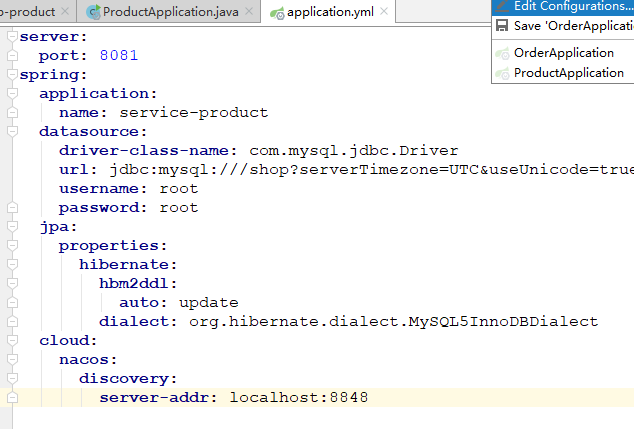 o-product × ProductApplication.java × application.yml ×
Edit Configurations...
Save 'OrderApplicatio
OrderApplication
ProductApplication
server:
  port: 8081
spring:
  application:
    name: service-product
  datasource:
    driver-class-name: com.mysql.jdbc.Driver
    url: jdbc:mysql:///shop?serverTimezone=UTC&useUnicode=true
    username: root
    password: root
  jpa:
    properties:
      hibernate:
        hbm2ddl:
          auto: update
        dialect: org.hibernate.dialect.MySQL5InnoDBDialect
  cloud:
    nacos:
      discovery:
        server-addr: localhost:8848